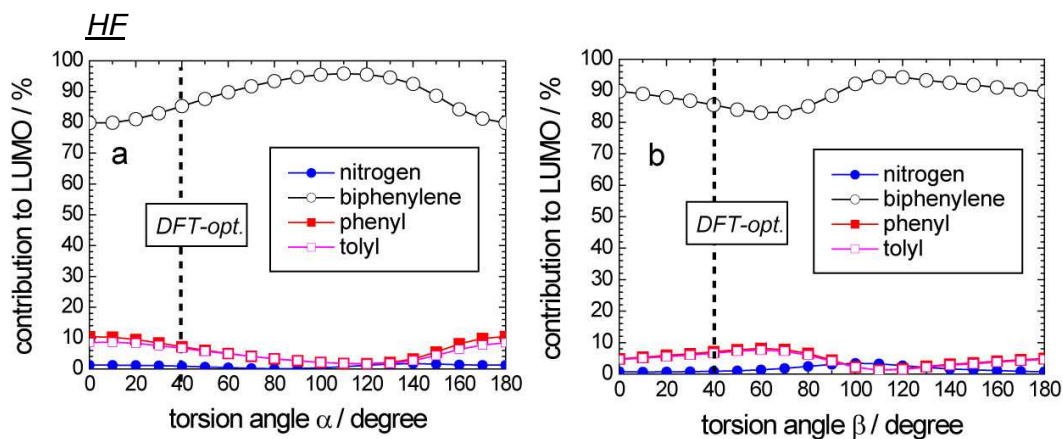 HF
contribution to LUMO / %
100
90
80
70
60
50
40
30
20
10
0
a
nitrogen
biphenylene
phenyl
tolyl
DFT-opt.
0 20 40 60 80 100 120 140 160 180
torsion angle α / degree
contribution to LUMO / %
100
90
80
70
60
50
40
30
20
10
0
b
nitrogen
biphenylene
phenyl
tolyl
DFT-opt.
0 20 40 60 80 100 120 140 160 180
torsion angle β / degree